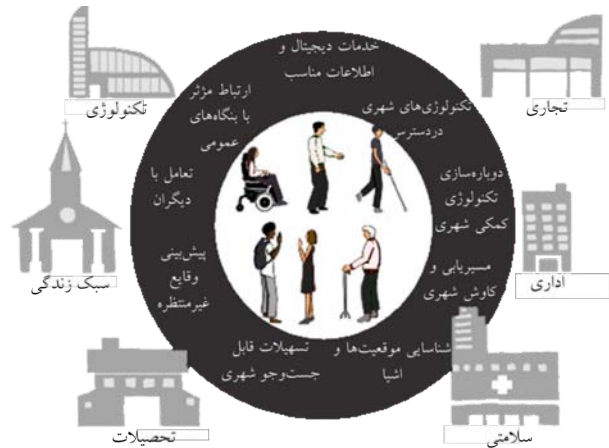 خدمات دیجیتال و
اطلاعات مناسب
تکنولوژی‌های شهری
دردسترس
دوباره‌سازی
تکنولوژی
کمکی شهری
مسیریابی و
کاوش شهری
شناسایی موقعیت‌ها و
اشیا
تسهیلات قابل
جست‌وجو شهری
پیش‌بینی
وقایع
غیرمنتظره
تعامل با
دیگران
ارتباط مؤثر
با بنگاه‌های
عمومی
تجاری
اداری
سلامتی
تحصیلات
سبک زندگی
تکنولوژی